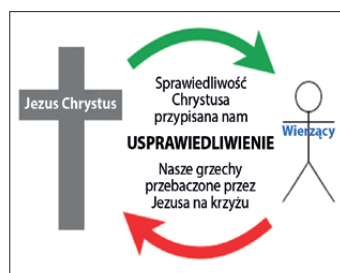 Jezus Chrystus
Sprawiedliwość
Chrystusa
przypisana nam
USPRAWIEDLIWIENIE
Wierzący
Nasze grzechy
przebaczone przez
Jezusa na krzyżu